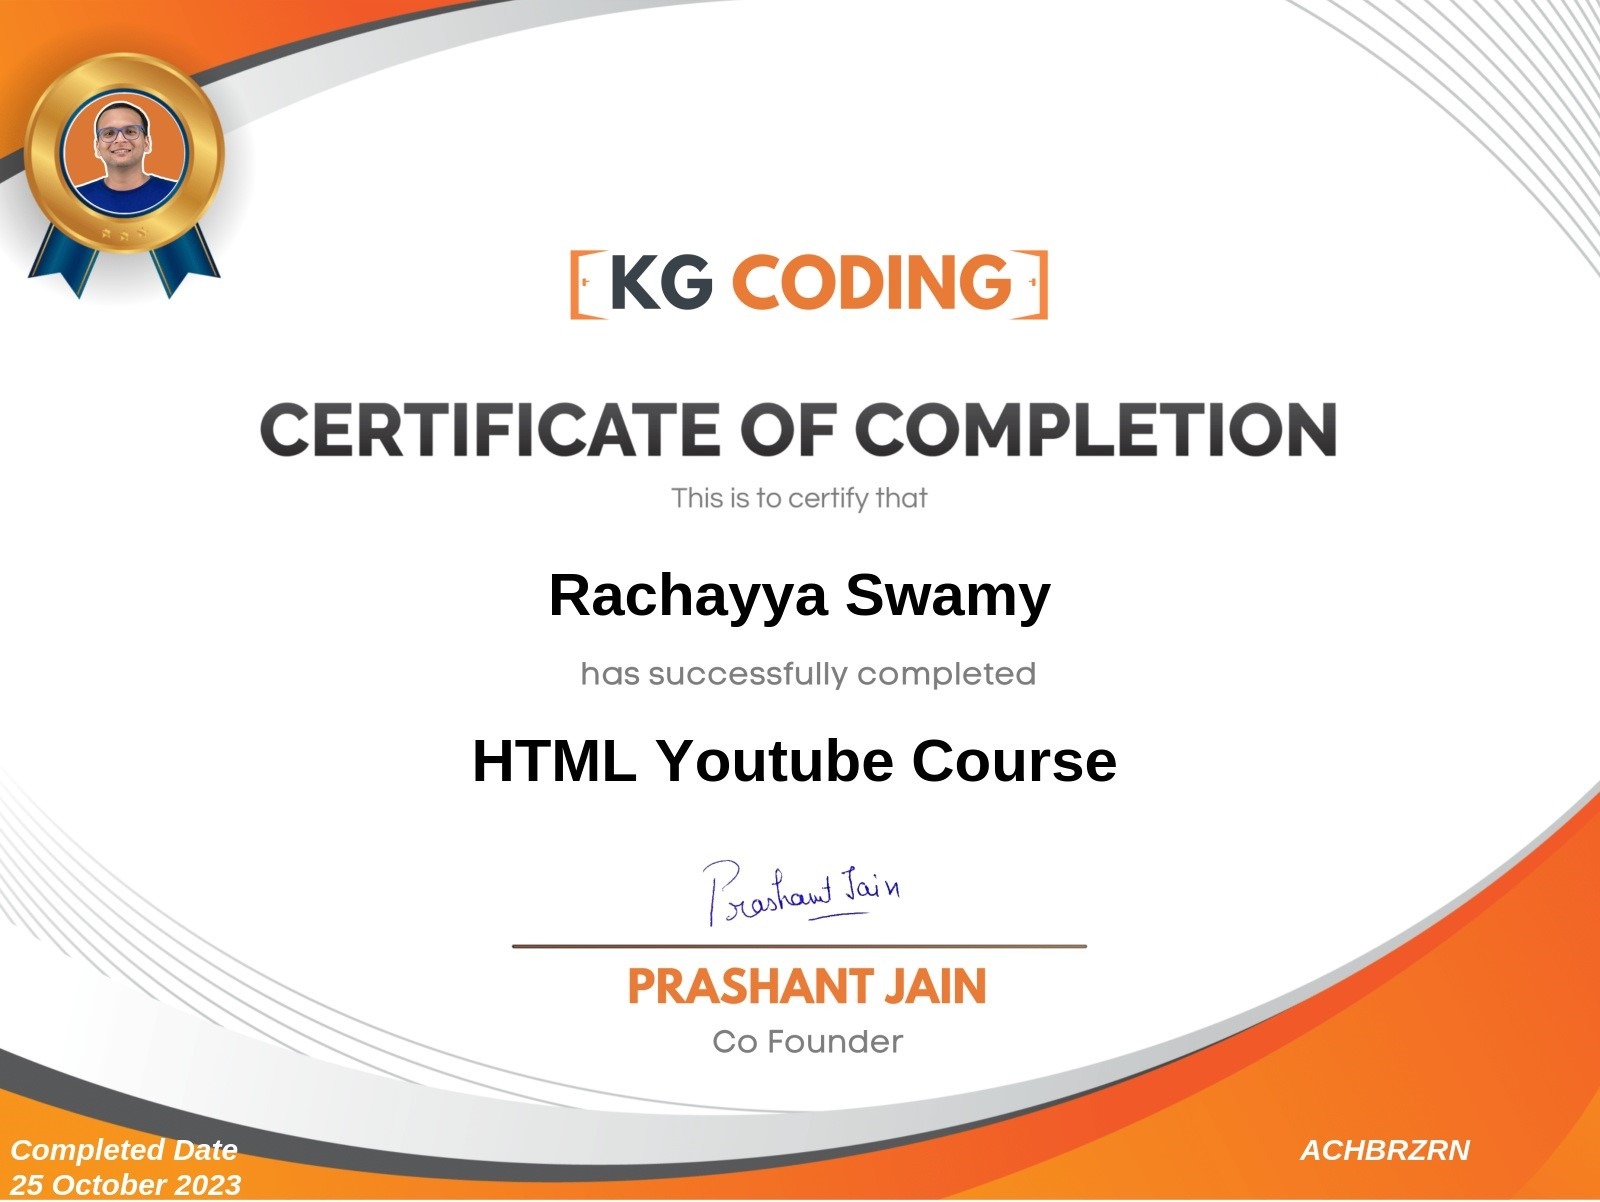 KG CODING
CERTIFICATE OF COMPLETION
This is to certify that
Rachayya Swamy
has successfully completed
HTML Youtube Course
Prashant Jain
PRASHANT JAIN
Co Founder
Completed Date
25 October 2023
ACHBRZRN